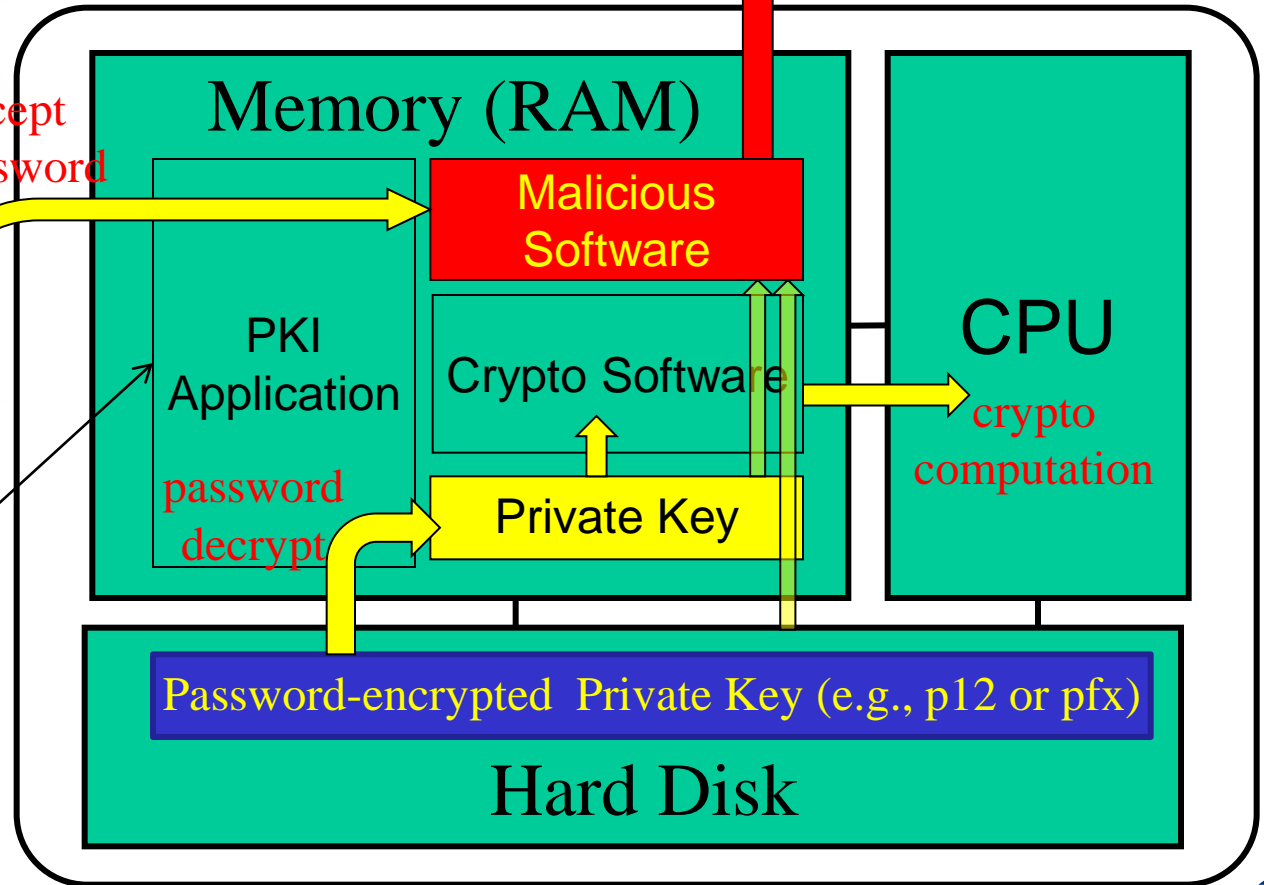 Memory (RAM)
Malicious
Software
PKI
Application
Crypto Software
CPU
crypto
computation
password
decrypt
Private Key
Password-encrypted Private Key (e.g., p12 or pfx)
Hard Disk